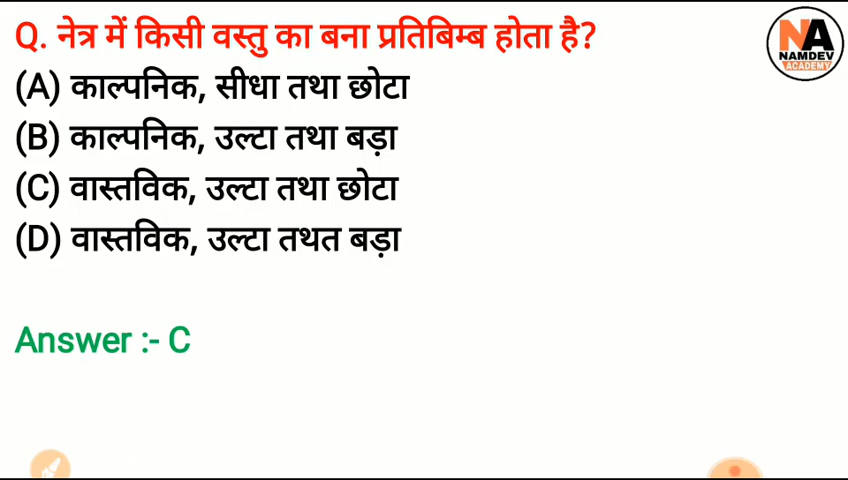 Q. नेत्र में किसी वस्तु का बना प्रतिबिम्ब होता है?
(A) काल्पनिक, सीधा तथा छोटा
(B) काल्पनिक, उल्टा तथा बड़ा
(C) वास्तविक, उल्टा तथा छोटा
(D) वास्तविक, उल्टा तथत बड़ा
Answer :- C
NA
NAMDEV
ACADEMY